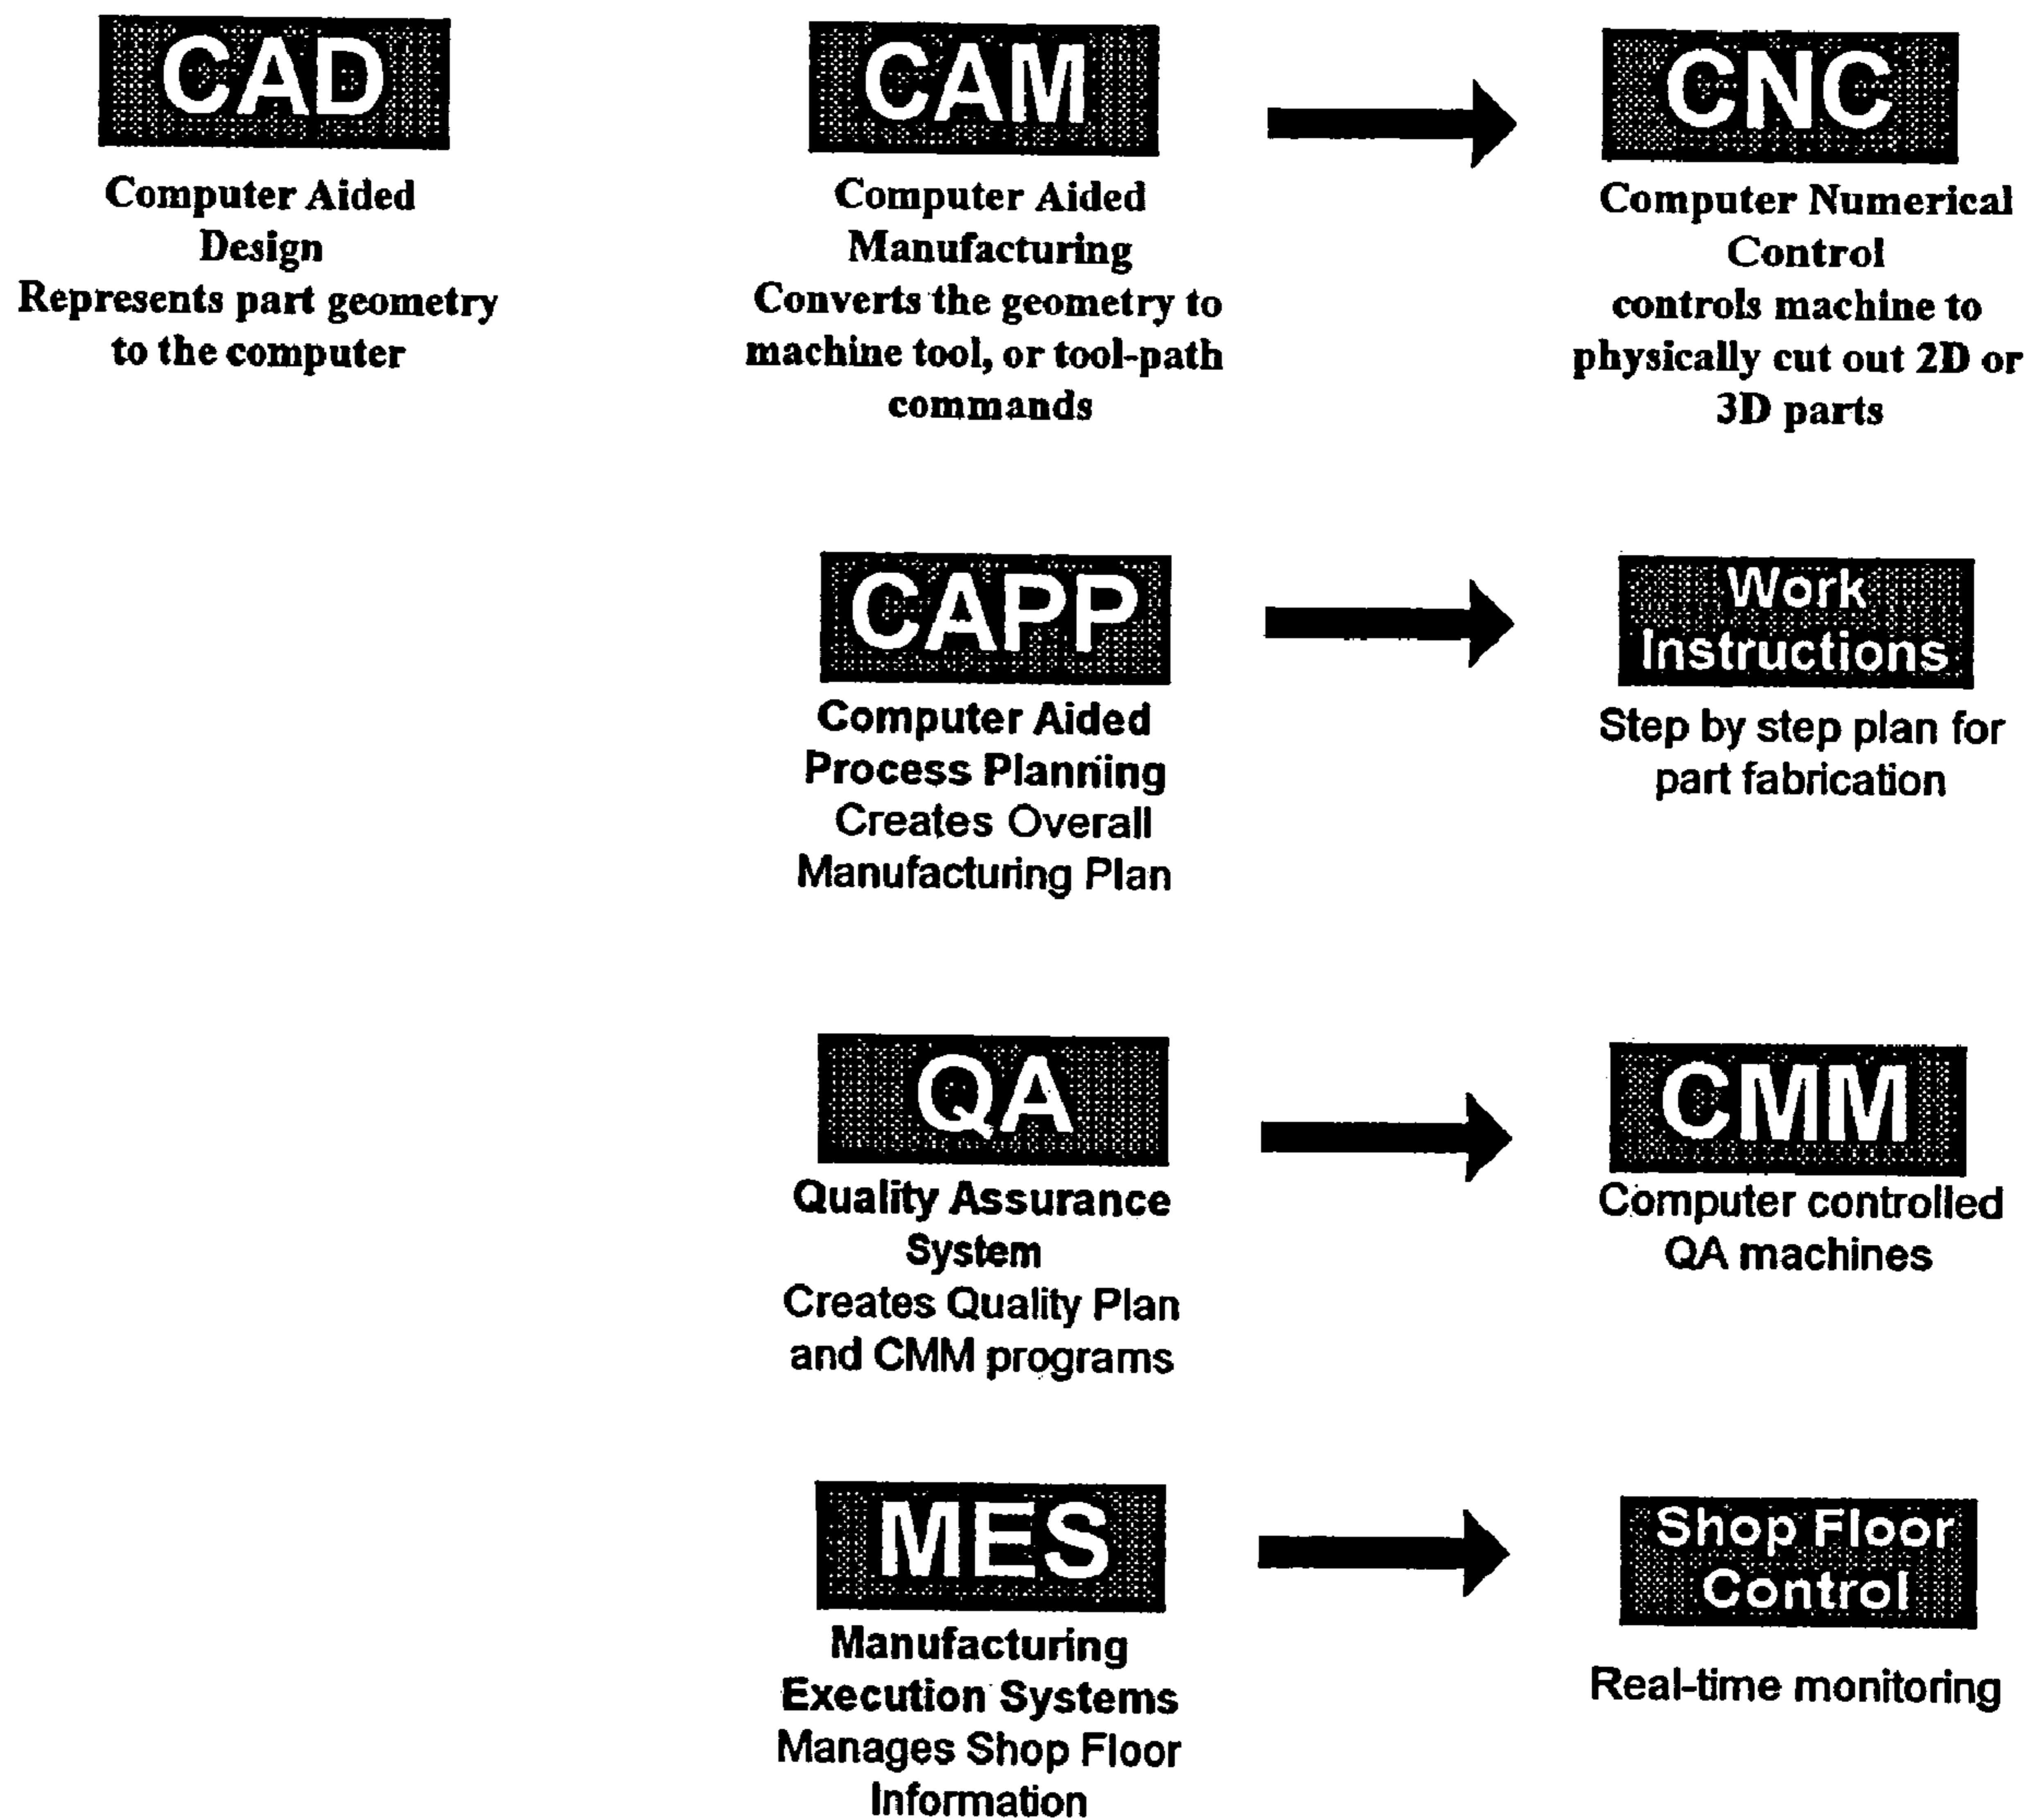 CAD
Computer Aided
Design
Represents part geometry
to the computer
CAM
Computer Aided
Manufacturing
Converts the geometry to
machine tool, or tool-path
commands
CNC
Computer Numerical
Control
controls machine to
physically cut out 2D or
3D parts
CAPP
Computer Aided
Process Planning
Creates Overall
Manufacturing Plan
Work
Instructions
Step by step plan for
part fabrication
QA
Quality Assurance
System
Creates Quality Plan
and CMM programs
CMM
Computer controlled
QA machines
MES
Manufacturing
Execution Systems
Manages Shop Floor
Information
Shop Floor
Control
Real-time monitoring